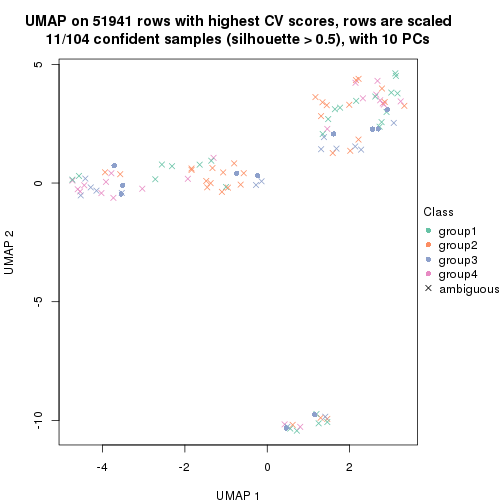 UMAP on 51941 rows with highest CV scores, rows are scaled
11/104 confident samples (silhouette > 0.5), with 10 PCs
5
0
-5
-10
UMAP 2
-4
-2
0
2
UMAP 1
Class
group1
group2
group3
group4
ambiguous